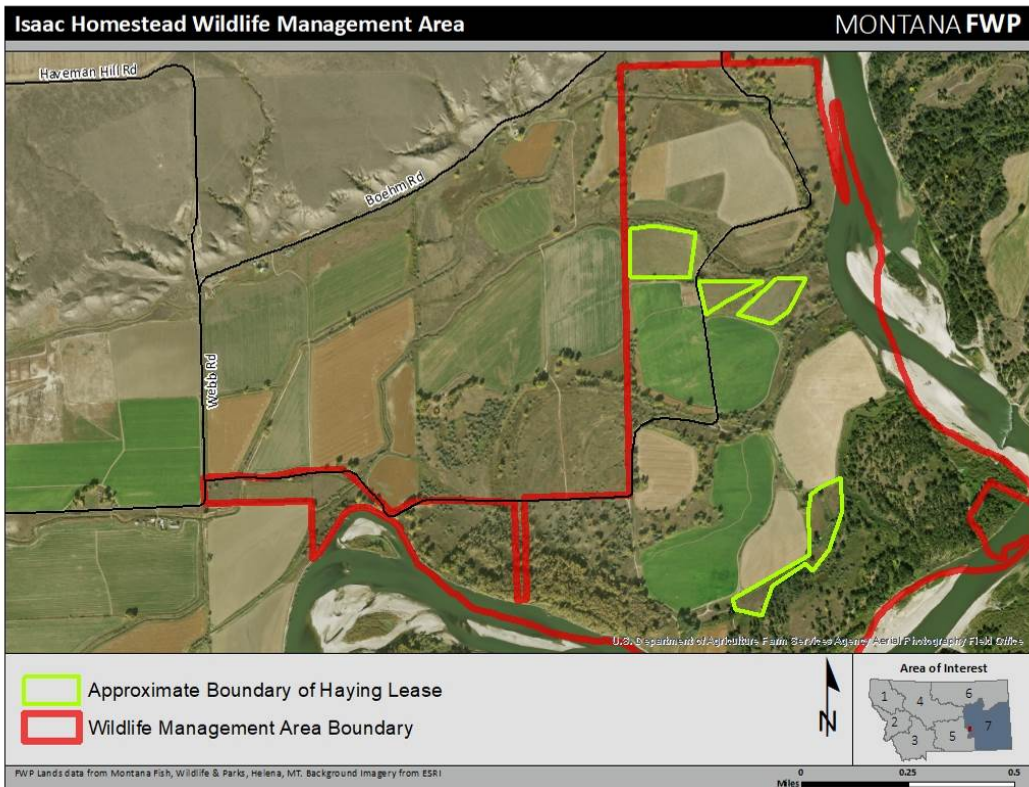 Isaac Homestead Wildlife Management Area
MONTANA FWP
Haveman Hill Rd
Boehm Rd
Webb Rd
U.S. Department of Agriculture Farm Services Agency Aerial Photography Field Office
Approximate Boundary of Haying Lease
Wildlife Management Area Boundary
N
Area of Interest
1
2
3
4
5
6
7
FWP Lands data from Montana Fish, Wildlife & Parks, Helena, MT. Background Imagery from ESRI
0 0.25 0.5
Miles